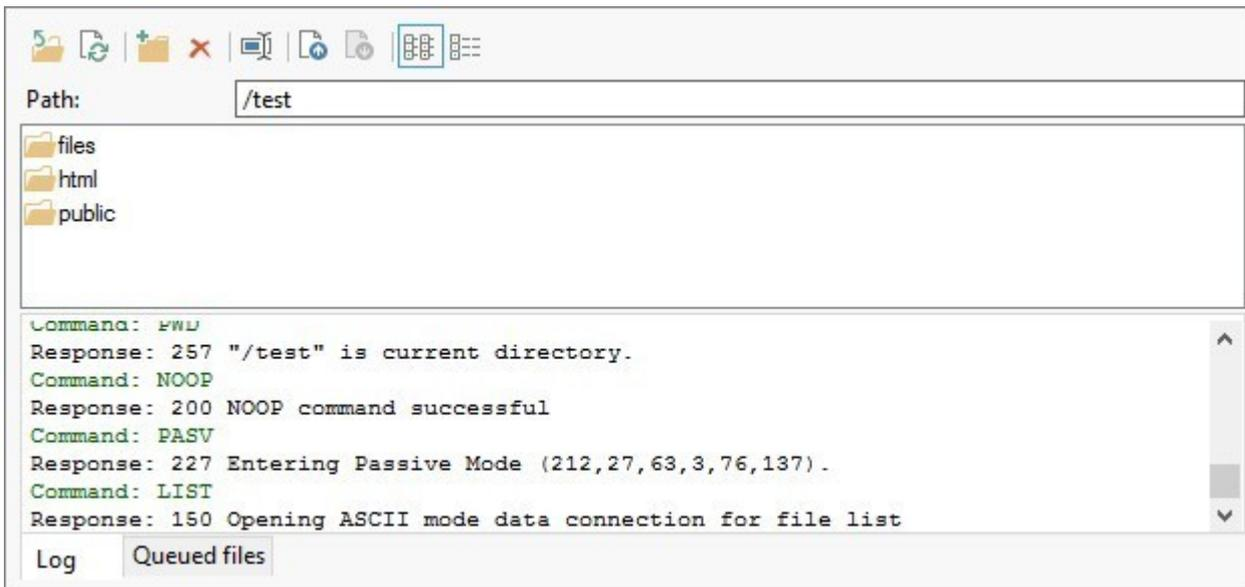 Path:
/test
files
html
public
Command: PWD
Response: 257 "/test" is current directory.
Command: NOOP
Response: 200 NOOP command successful
Command: PASV
Response: 227 Entering Passive Mode (212,27,63,3,76,137).
Command: LIST
Response: 150 Opening ASCII mode data connection for file list
Log
Queued files